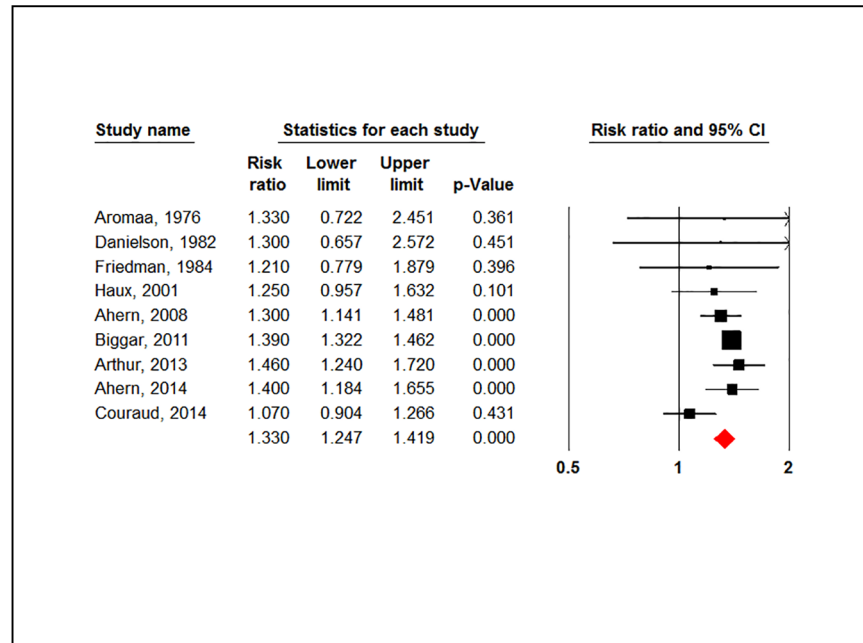 Study name Statistics for each study Risk ratio and 95% CI
Risk Lower Upper
ratio limit limit p-Value
Aromaa, 1976 1.330 0.722 2.451 0.361
Danielson, 1982 1.300 0.657 2.572 0.451
Friedman, 1984 1.210 0.779 1.879 0.396
Haux, 2001 1.250 0.957 1.632 0.101
Ahern, 2008 1.300 1.141 1.481 0.000
Biggar, 2011 1.390 1.322 1.462 0.000
Arthur, 2013 1.460 1.240 1.720 0.000
Ahern, 2014 1.400 1.184 1.655 0.000
Couraud, 2014 1.070 0.904 1.266 0.431
1.330 1.247 1.419 0.000
0.5 1 2